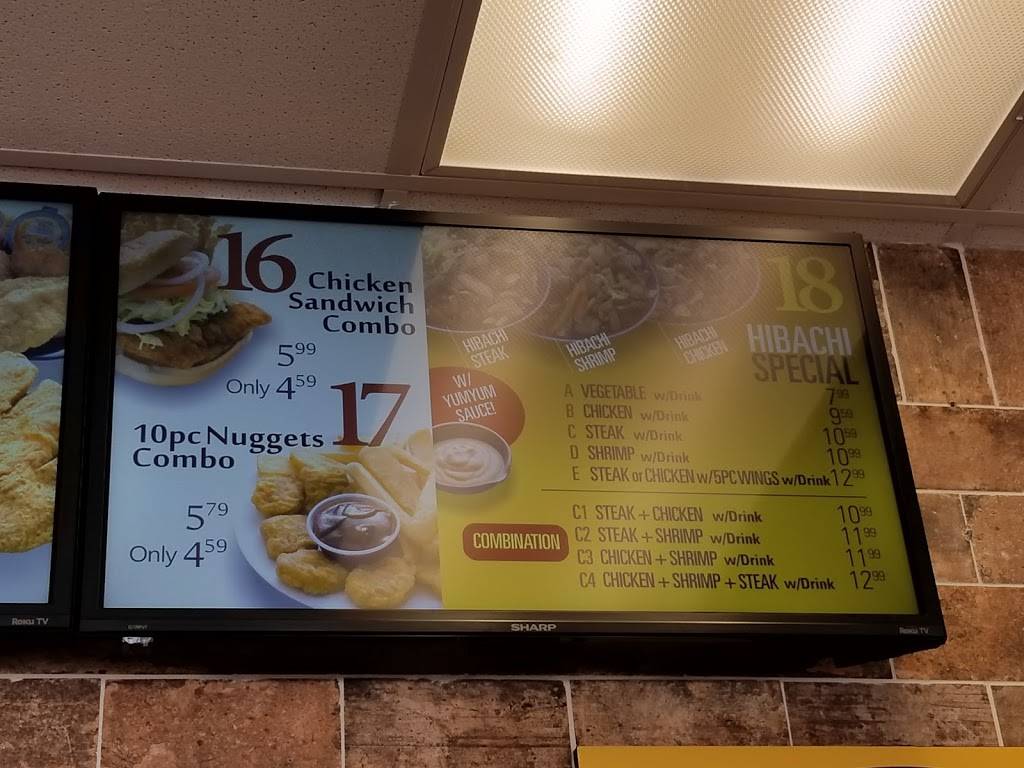 16
Chicken
Sandwich
Combo
5.99
Only 4.59
17
10pc Nuggets
Combo
5.79
Only 4.59
HIBACHI
STEAK
HIBACHI
SHRIMP
HIBACHI
CHICKEN
18
HIBACHI
SPECIAL
W/
YUMYUM
SAUCE!
A VEGETABLE w/Drink 7.99
B CHICKEN w/Drink 9.59
C STEAK w/Drink 10.59
D SHRIMP w/Drink 10.99
E STEAK or CHICKEN w/5PC WINGS w/Drink 12.99
COMBINATION
C1 STEAK + CHICKEN w/Drink 10.99
C2 STEAK + SHRIMP w/Drink 11.99
C3 CHICKEN + SHRIMP w/Drink 11.99
C4 CHICKEN + SHRIMP + STEAK w/Drink 12.99
Roku TV
SHARP
Roku TV